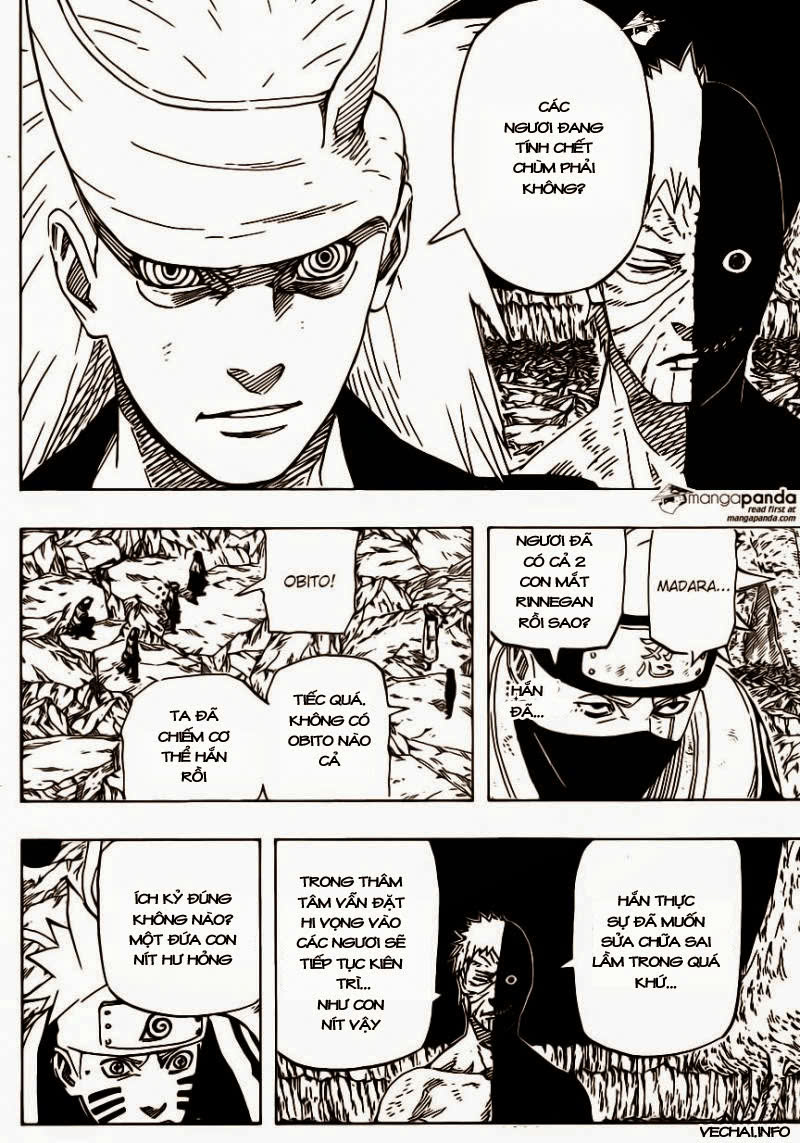 CÁC
NGƯƠI ĐANG
TÍNH CHẾT
CHÙM PHẢI
KHÔNG?
mangapanda
read first at
mangapanda.com
MADARA...
NGƯƠI ĐÃ
CÓ CẢ 2
CON MẮT
RINNEGAN
RỒI SAO?
HẮN
ĐÃ...
OBITO!
TIẾC QUÁ.
KHÔNG CÓ
OBITO NÀO
CẢ
TA ĐÃ
CHIẾM CƠ
THỂ HẮN
RỒI
HẮN THỰC
SỰ ĐÃ MUỐN
SỬA CHỮA SAI
LẦM TRONG QUÁ
KHỨ...
TRONG THÂM
TÂM VẪN ĐẶT
HI VỌNG VÀO
CÁC NGƯƠI SẼ
TIẾP TỤC KIÊN
TRÌ...
NHƯ CON
NÍT VẬY
ÍCH KỶ ĐÚNG
KHÔNG NÀO?
MỘT ĐỨA CON
NÍT HƯ HỎNG
VECHAI.INFO